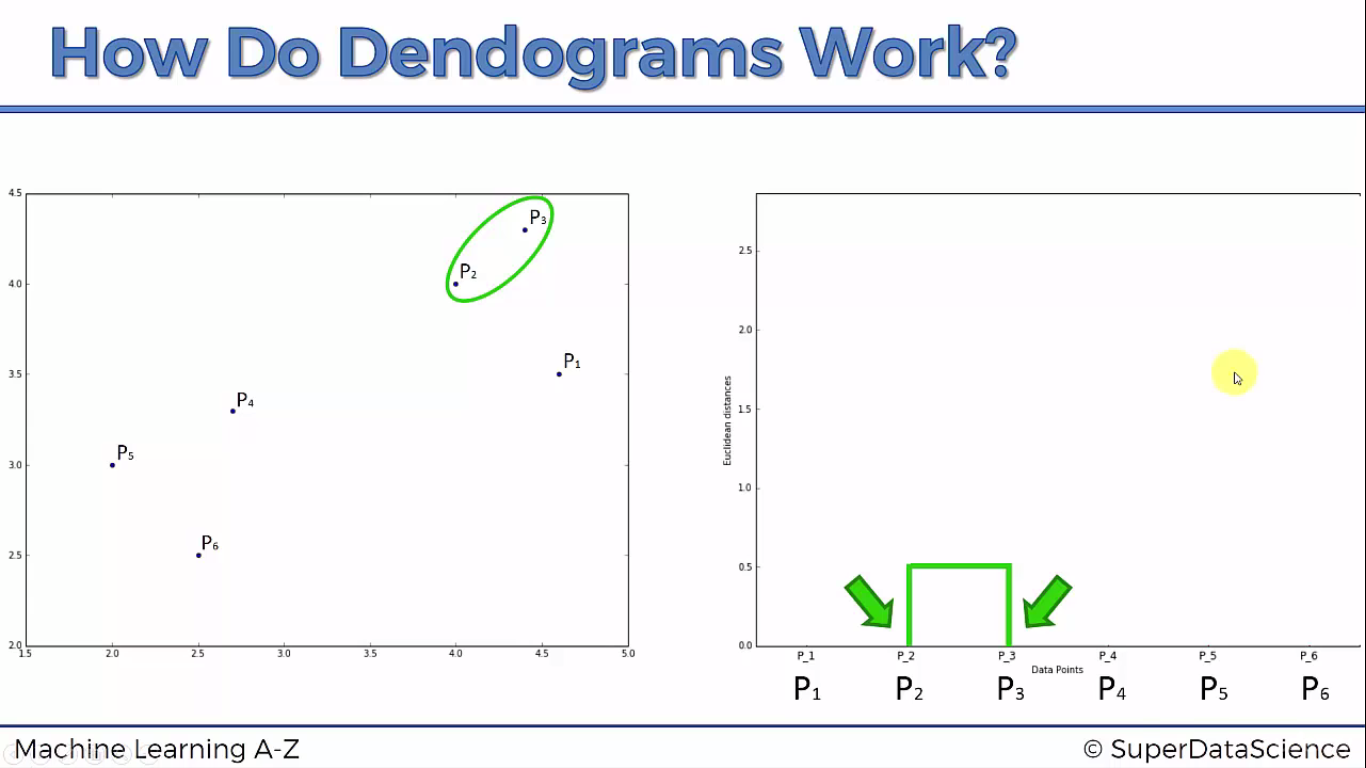 How Do Dendograms Work?
4.5
4.0
3.5
3.0
2.5
2.0
1.5 2.0 2.5 3.0 3.5 4.0 4.5 5.0
P₃
P₂
P₁
P₄
P₅
P₆
Euclidean distances
2.5
2.0
1.5
1.0
0.5
0.0
P_1 P_2 P_3 P_4 P_5 P_6
Data Points
P₁ P₂ P₃ P₄ P₅ P₆
Machine Learning A-Z
© SuperDataScience